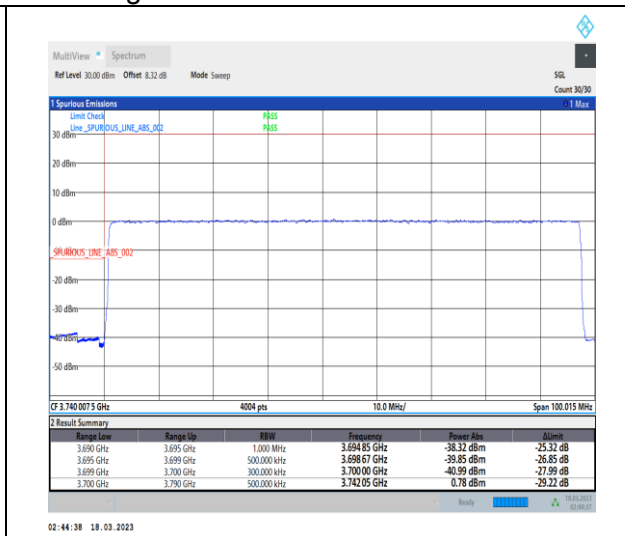 MultiView Spectrum
Ref Level 30.00 dBm Offset 8.32 dB Mode Sweep SGL
Count 30/30
1 Spurious Emissions 1 Max
Limit Check PASS
Line _SPURIOUS_LINE_ABS_002 PASS
30 dBm
20 dBm
10 dBm
0 dBm
_SPURIOUS_LINE_ABS_002
-20 dBm
-30 dBm
-40 dBm
-50 dBm
CF 3.740 007 5 GHz 4004 pts 10.0 MHz/ Span 100.015 MHz
2 Result Summary
Range Low Range Up RBW Frequency Power Abs ΔLimit
3.690 GHz 3.695 GHz 1.000 MHz 3.694 85 GHz -38.32 dBm -25.32 dB
3.695 GHz 3.699 GHz 500.000 kHz 3.698 67 GHz -39.85 dBm -26.85 dB
3.699 GHz 3.700 GHz 300.000 kHz 3.700 00 GHz -40.99 dBm -27.99 dB
3.700 GHz 3.790 GHz 500.000 kHz 3.742 05 GHz 0.78 dBm -29.22 dB
Ready 18.03.2023
02:44:37
02:44:38 18.03.2023